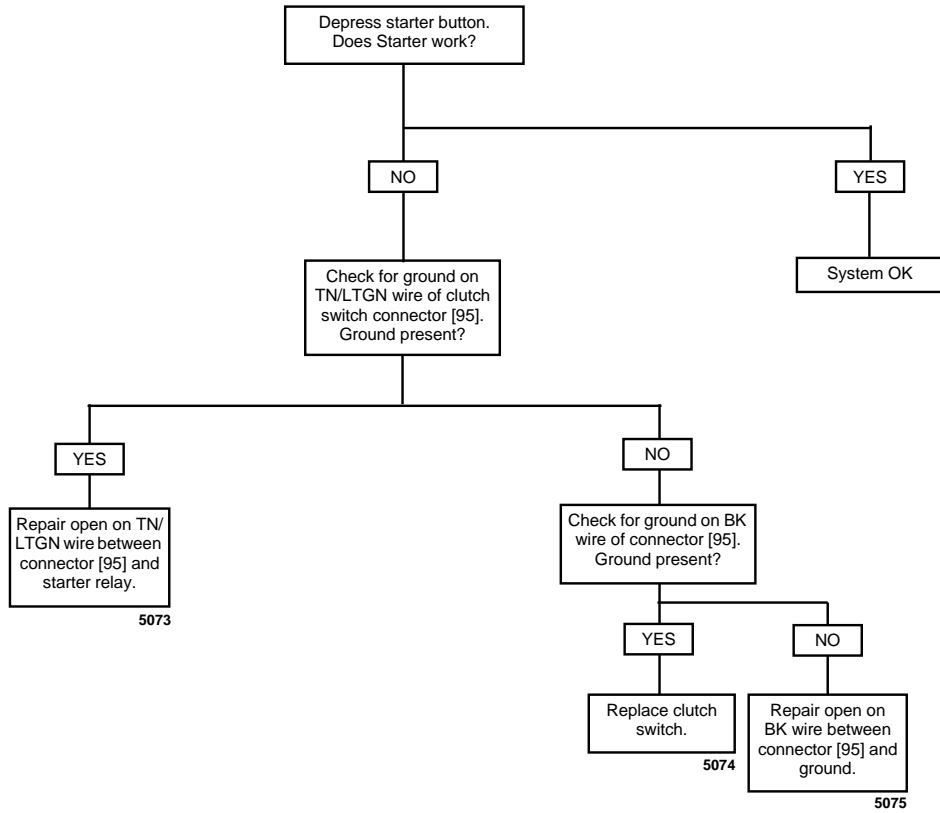 Depress starter button.
Does Starter work?
NO
YES
Check for ground on
TN/LTGN wire of clutch
switch connector [95].
Ground present?
System OK
YES
NO
Repair open on TN/
LTGN wire between
connector [95] and
starter relay.
5073
Check for ground on BK
wire of connector [95].
Ground present?
YES
NO
Replace clutch
switch.
5074
Repair open on
BK wire between
connector [95] and
ground.
5075